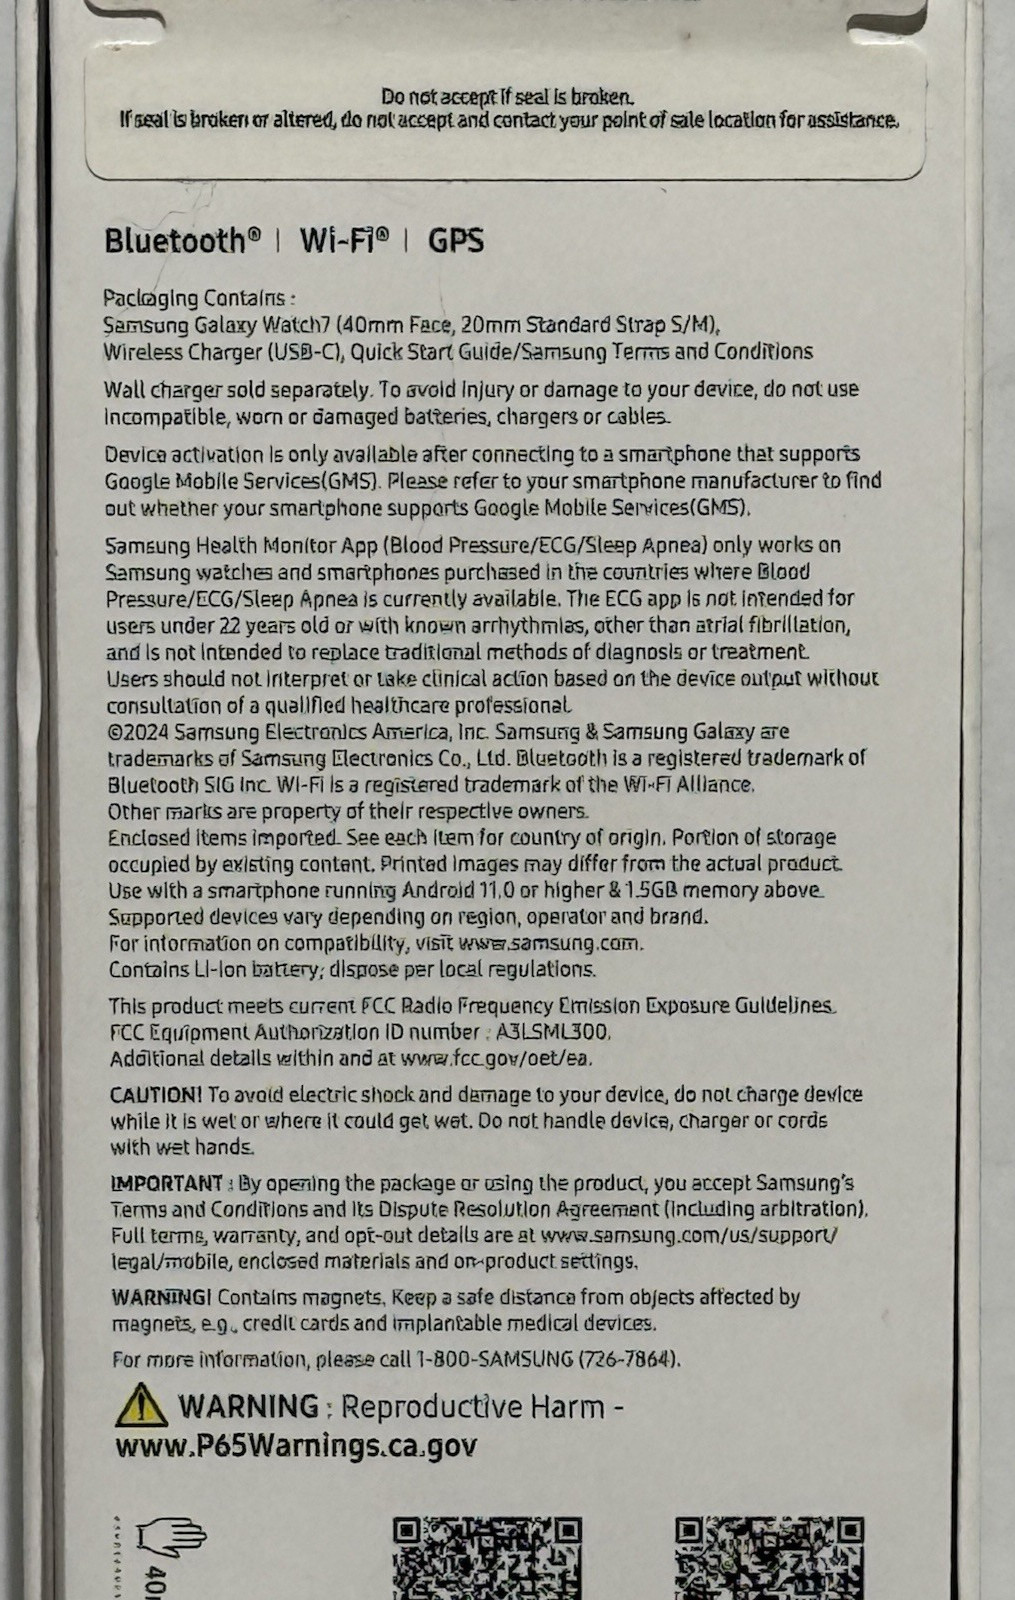 Do not accept if seal is broken.
If seal is broken or altered, do not accept and contact your point of sale location for assistance.
Bluetooth® | Wi-Fi® | GPS
Packaging Contains :
Samsung Galaxy Watch7 (40mm Face, 20mm Standard Strap S/M),
Wireless Charger (USB-C), Quick Start Guide/Samsung Terms and Conditions
Wall charger sold separately. To avoid injury or damage to your device, do not use
incompatible, worn or damaged batteries, chargers or cables.
Device activation is only available after connecting to a smartphone that supports
Google Mobile Services(GMS). Please refer to your smartphone manufacturer to find
out whether your smartphone supports Google Mobile Services(GMS).
Samsung Health Monitor App (Blood Pressure/ECG/Sleep Apnea) only works on
Samsung watches and smartphones purchased in the countries where Blood
Pressure/ECG/Sleep Apnea is currently available. The ECG app is not intended for
users under 22 years old or with known arrhythmias, other than atrial fibrillation,
and is not intended to replace traditional methods of diagnosis or treatment.
Users should not interpret or take clinical action based on the device output without
consultation of a qualified healthcare professional.
©2024 Samsung Electronics America, Inc. Samsung & Samsung Galaxy are
trademarks of Samsung Electronics Co., Ltd. Bluetooth is a registered trademark of
Bluetooth SIG Inc. Wi-Fi is a registered trademark of the Wi-Fi Alliance.
Other marks are property of their respective owners.
Enclosed items imported. See each item for country of origin. Portion of storage
occupied by existing content. Printed images may differ from the actual product.
Use with a smartphone running Android 11.0 or higher & 1.5GB memory above.
Supported devices vary depending on region, operator and brand.
For information on compatibility, visit www.samsung.com.
Contains Li-Ion battery; dispose per local regulations.
This product meets current FCC Radio Frequency Emission Exposure Guidelines.
FCC Equipment Authorization ID number : A3LSML300.
Additional details within and at www.fcc.gov/oet/ea.
CAUTION! To avoid electric shock and damage to your device, do not charge device
while it is wet or where it could get wet. Do not handle device, charger or cords
with wet hands.
IMPORTANT : By opening the package or using the product, you accept Samsung's
Terms and Conditions and its Dispute Resolution Agreement (including arbitration).
Full terms, warranty, and opt-out details are at www.samsung.com/us/support/
legal/mobile, enclosed materials and on-product settings.
WARNING! Contains magnets. Keep a safe distance from objects affected by
magnets, e.g., credit cards and implantable medical devices.
For more information, please call 1-800-SAMSUNG (726-7864).
WARNING : Reproductive Harm -
www.P65Warnings.ca.gov